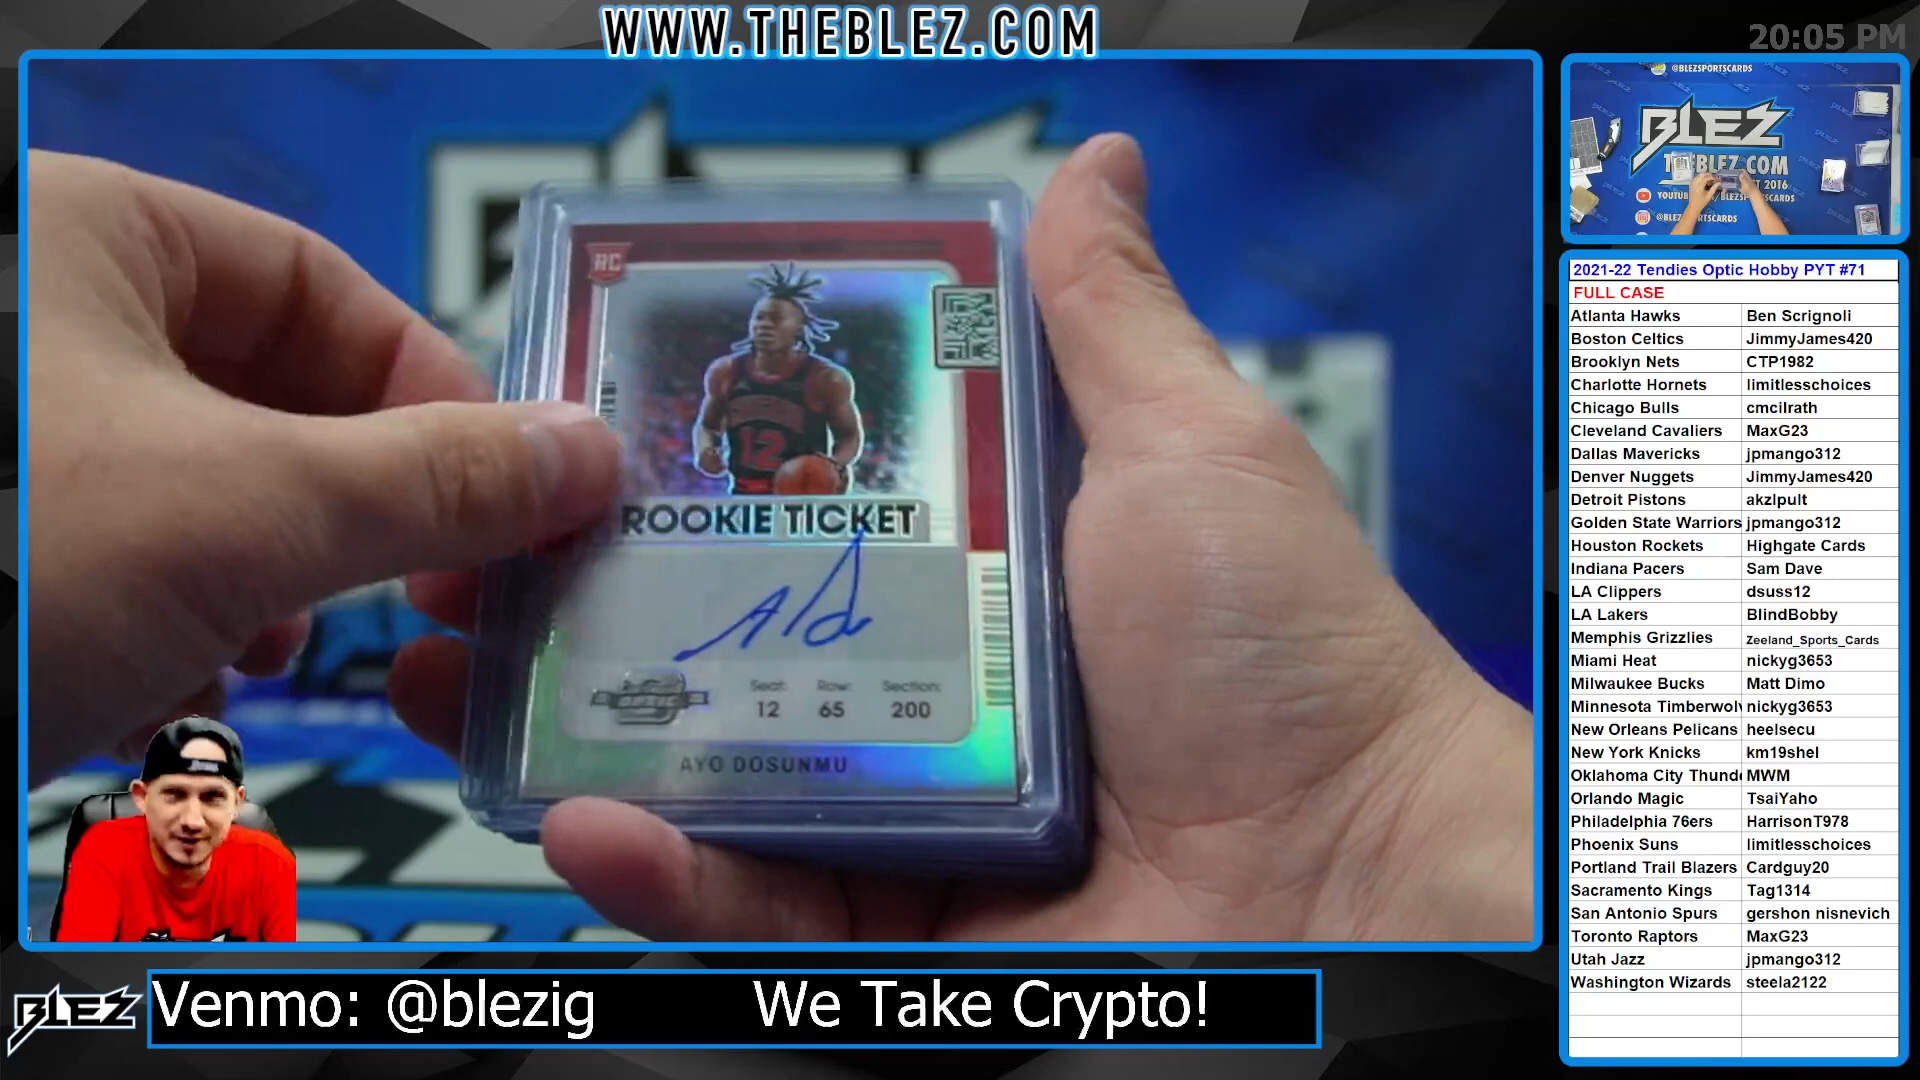 WWW.THEBLEZ.COM
20:05 PM
@BLEZSPORTSCARDS
BLEZ
THEBLEZ.COM
2016
@BLEZ
RC
12
ROOKIE TICKET
OPTIC
Seat: Row: Section:
12 65 200
AYO DOSUNMU
2021-22 Tendies Optic Hobby PYT #71
FULL CASE
Atlanta Hawks Ben Scrignoli
Boston Celtics JimmyJames420
Brooklyn Nets CTP1982
Charlotte Hornets limitlesschoices
Chicago Bulls cmcilrath
Cleveland Cavaliers MaxG23
Dallas Mavericks jpmango312
Denver Nuggets JimmyJames420
Detroit Pistons akzlpult
Golden State Warriors jpmango312
Houston Rockets Highgate Cards
Indiana Pacers Sam Dave
LA Clippers dsuss12
LA Lakers BlindBobby
Memphis Grizzlies Zeeland_Sports_Cards
Miami Heat nickyg3653
Milwaukee Bucks Matt Dimo
Minnesota Timberwolv nickyg3653
New Orleans Pelicans heelsecu
New York Knicks km19shel
Oklahoma City Thunde MWM
Orlando Magic TsaiYaho
Philadelphia 76ers HarrisonT978
Phoenix Suns limitlesschoices
Portland Trail Blazers Cardguy20
Sacramento Kings Tag1314
San Antonio Spurs gershon nisnevich
Toronto Raptors MaxG23
Utah Jazz jpmango312
Washington Wizards steela2122
BLEZ
Venmo: @blezig We Take Crypto!